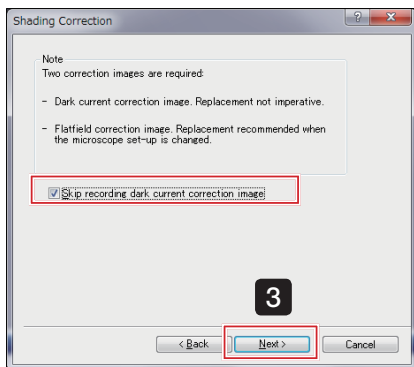 Shading Correction
Note
Two correction images are required:
- Dark current correction image. Replacement not imperative.
- Flatfield correction image. Replacement recommended when
the microscope set-up is changed.
Skip recording dark current correction image
3
< Back
Next >
Cancel